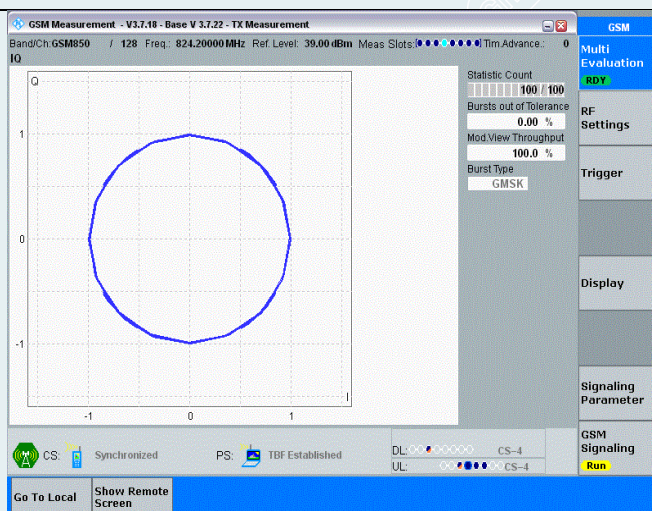 GSM Measurement - V3.7.18 - Base V 3.7.22 - TX Measurement
Band/Ch:GSM850 / 128 Freq.: 824.20000 MHz Ref. Level: 39.00 dBm Meas Slots: Tim.Advance.: 0
IQ
Q
Statistic Count
100 / 100
Bursts out of Tolerance
0.00 %
Mod.View Throughput
100.0 %
Burst Type
GMSK
1
0
-1
I
-1 0 1
CS: Synchronized PS: TBF Established DL: CS-4
UL: CS-4
Go To Local
Show Remote
Screen
GSM
Multi
Evaluation
RDY
RF
Settings
Trigger
Display
Signaling
Parameter
GSM
Signaling
Run